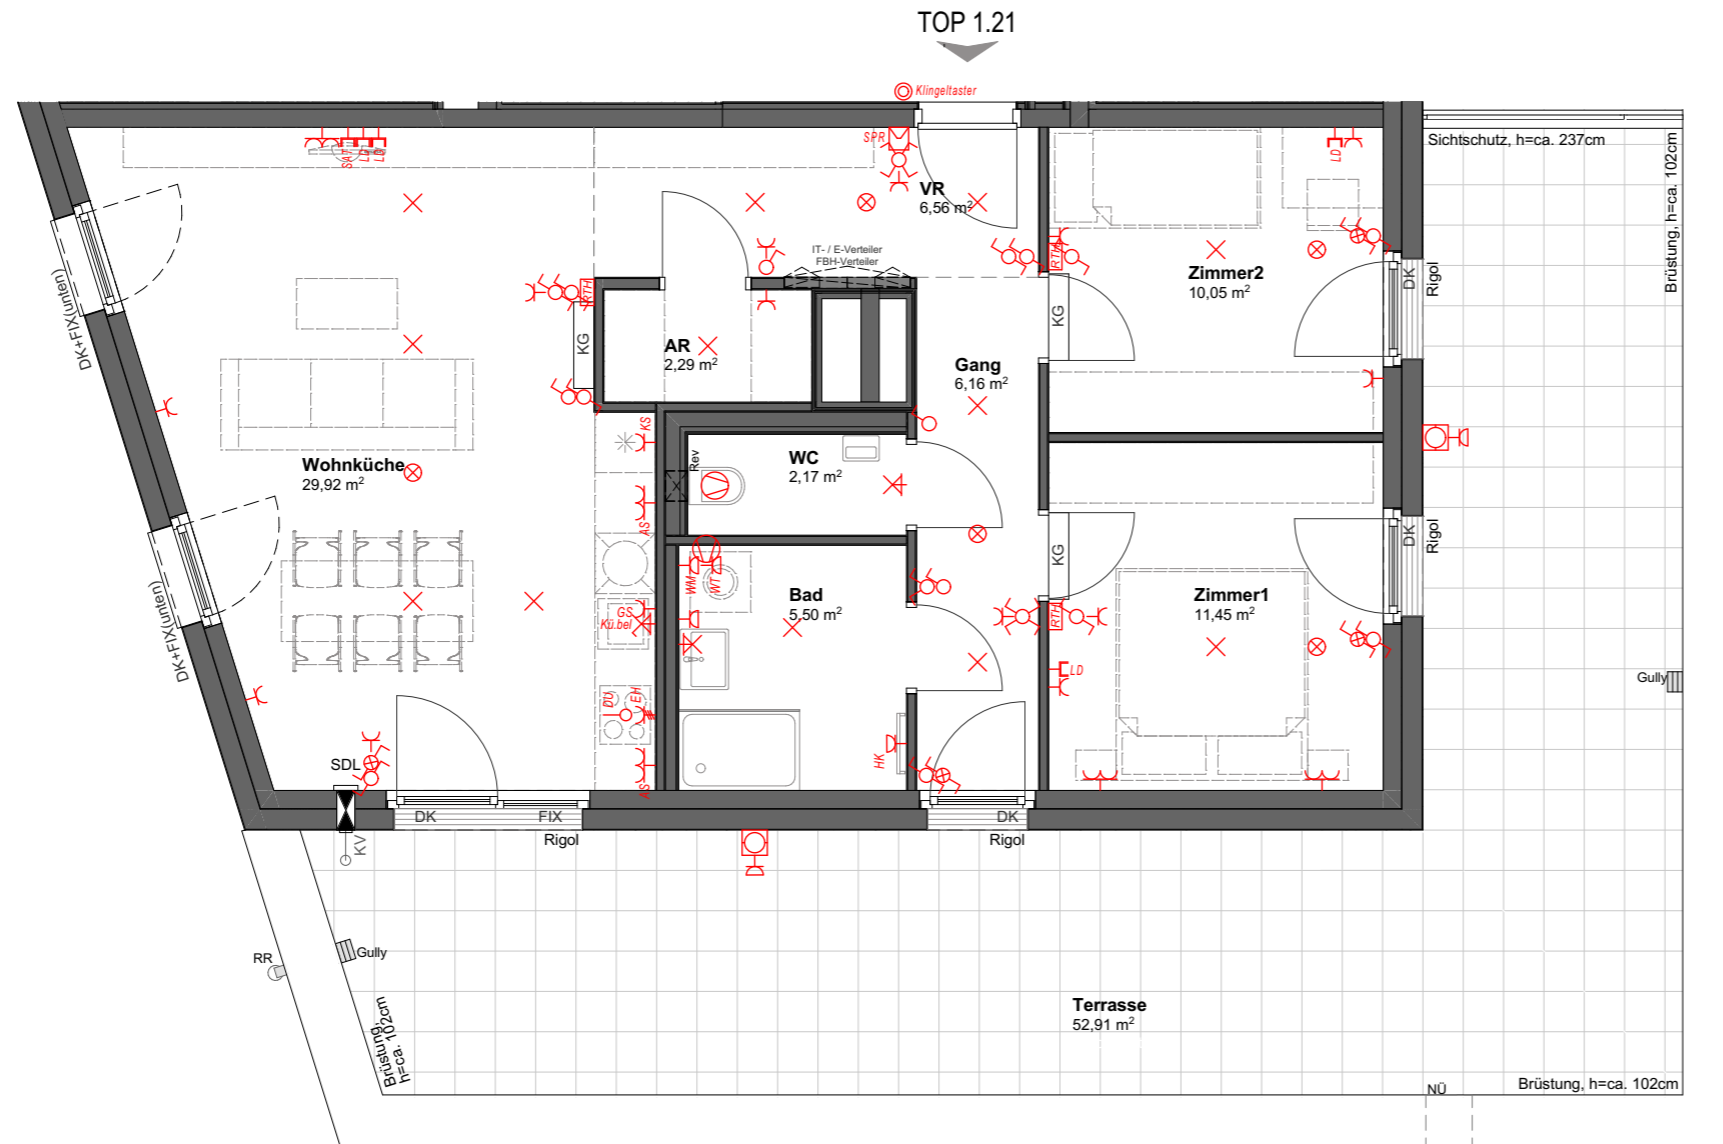 TOP 1.21
Klingeltaster
SPR
SAT
LD
LD
LD
Sichtschutz, h=ca. 237cm
Brüstung, h=ca. 102cm
VR
6,56 m²
IT- / E-Verteiler
FBH-Verteiler
RTH
Zimmer2
10,05 m²
DK
Rigol
DK+FIX(unten)
RTH
KG
AR
2,29 m²
KG
Gang
6,16 m²
KS
Wohnküche
29,92 m²
Rev
WC
2,17 m²
AS
DK
Rigol
KG
DK+FIX(unten)
WM
WT
Bad
5,50 m²
GS
Kü.bel
RTH
Zimmer1
11,45 m²
LD
Gully
DU
EH
HK
SDL
AS
DK
FIX
DK
KV
Rigol
Rigol
RR
Gully
Brüstung,
h=ca. 102cm
Terrasse
52,91 m²
NÜ
Brüstung, h=ca. 102cm